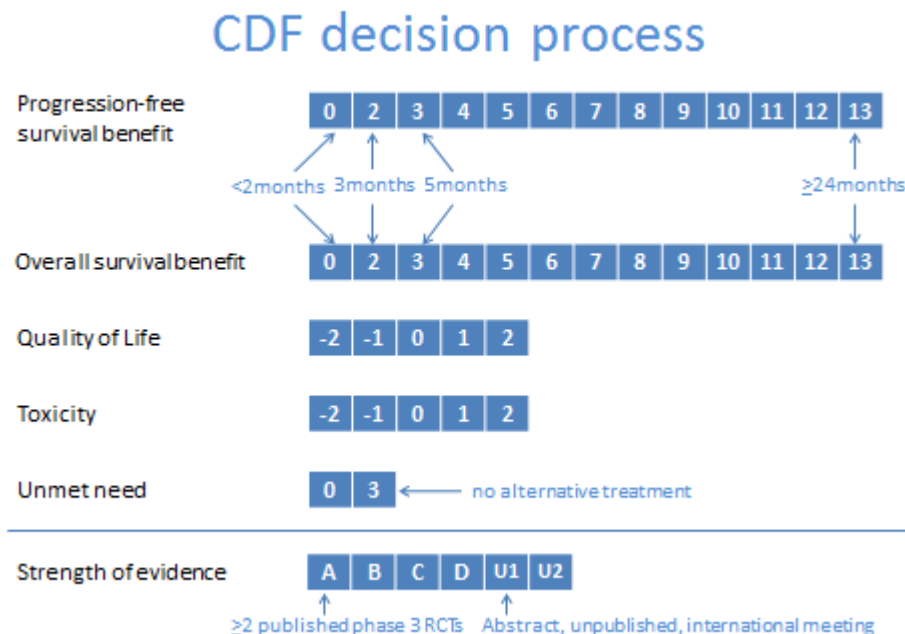 CDF decision process
Progression-free
survival benefit
0 2 3 4 5 6 7 8 9 10 11 12 13
<2months 3months 5months ≥24months
Overall survival benefit
0 2 3 4 5 6 7 8 9 10 11 12 13
Quality of Life
-2 -1 0 1 2
Toxicity
-2 -1 0 1 2
Unmet need
0 3
no alternative treatment
Strength of evidence
A B C D U1 U2
≥2 published phase 3 RCTs
Abstract, unpublished, international meeting